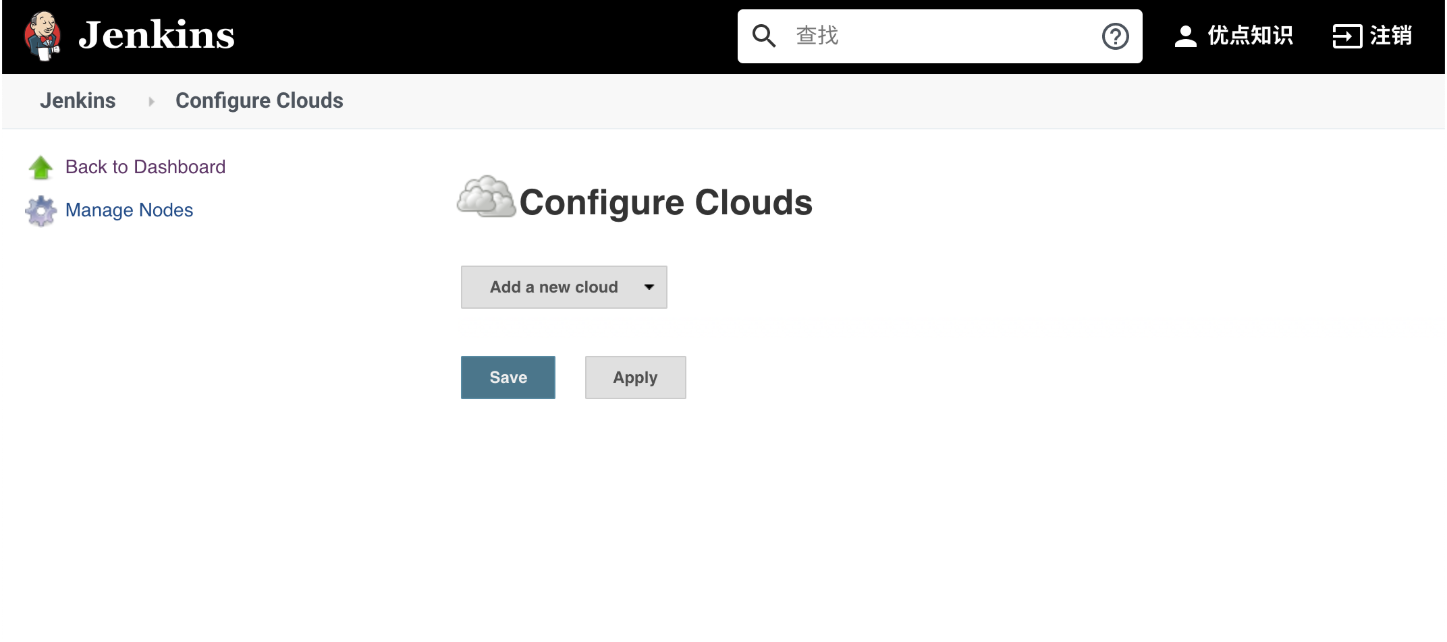 Jenkins 查找 优点知识 注销
Jenkins Configure Clouds
Back to Dashboard
Manage Nodes
Configure Clouds
Add a new cloud
Save Apply